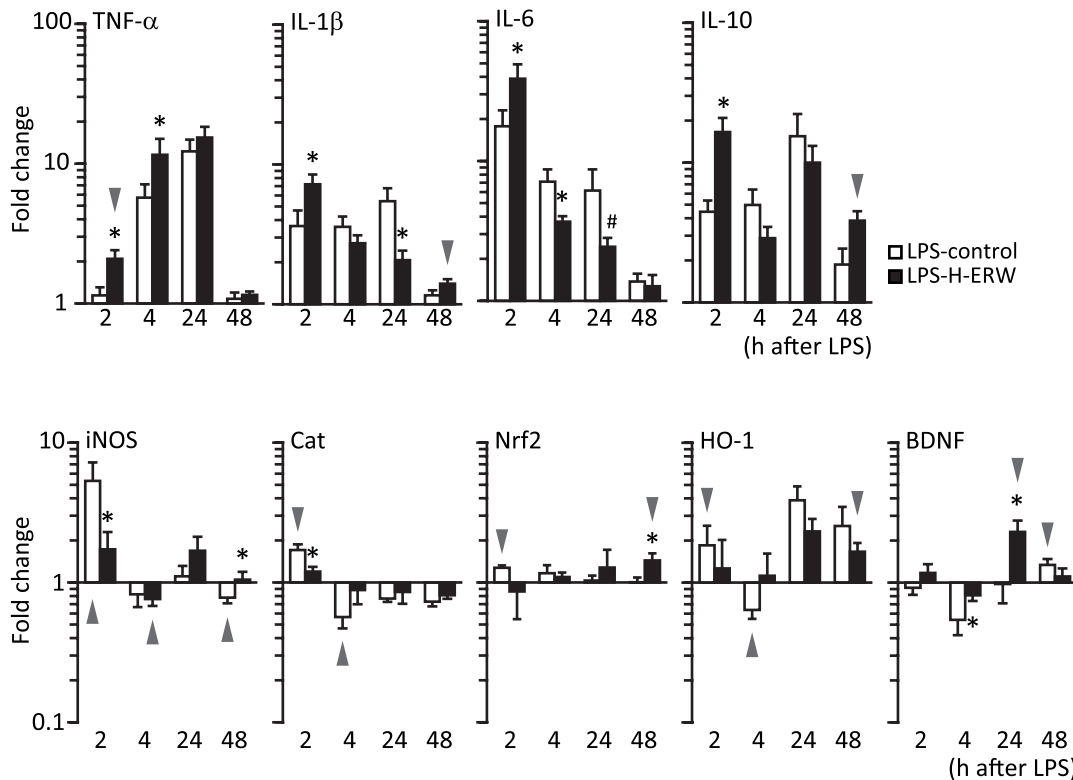 TNF-α IL-1β IL-6 IL-10
100
10
1
Fold change
* *
* *
* * #
*
LPS-control
LPS-H-ERW
2 4 24 48 2 4 24 48 2 4 24 48 2 4 24 48
(h after LPS)
iNOS Cat Nrf2 HO-1 BDNF
10
1
0.1
Fold change
* *
*
*
* *
2 4 24 48 2 4 24 48 2 4 24 48 2 4 24 48 2 4 24 48
(h after LPS)